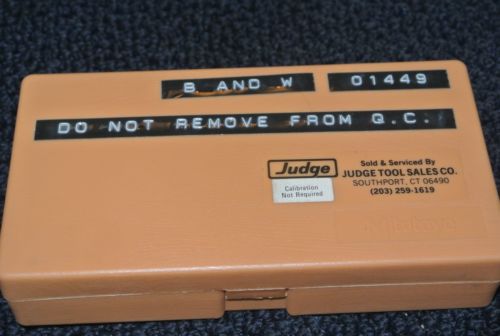 B AND W
01449
DO NOT REMOVE FROM Q.C.
Judge
Calibration
Not Required
Sold & Serviced By
JUDGE TOOL SALES CO.
SOUTHPORT, CT 06490
(203) 259-1619
Mitutoyo